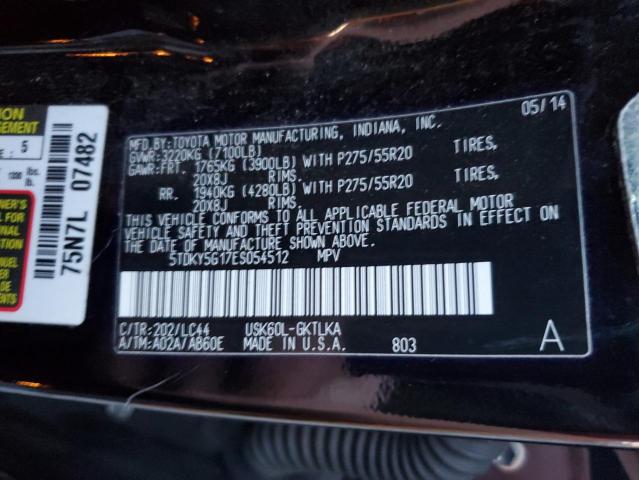 05/14
MFD.BY:TOYOTA MOTOR MANUFACTURING, INDIANA, INC.
GVWR:3220KG (7100LB)
GAWR:FRT. 1765KG (3900LB) WITH P275/55R20 TIRES,
20X8J RIMS.
RR. 1940KG (4280LB) WITH P275/55R20 TIRES,
20X8J RIMS.
THIS VEHICLE CONFORMS TO ALL APPLICABLE FEDERAL MOTOR
VEHICLE SAFETY AND THEFT PREVENTION STANDARDS IN EFFECT ON
THE DATE OF MANUFACTURE SHOWN ABOVE.
5TDKY5G17ES054512 MPV
C/TR:202/LC44 USK60L-GKTLKA
A/TM:A02A/AB60E MADE IN U.S.A. 803 A
75N7L 07482
5